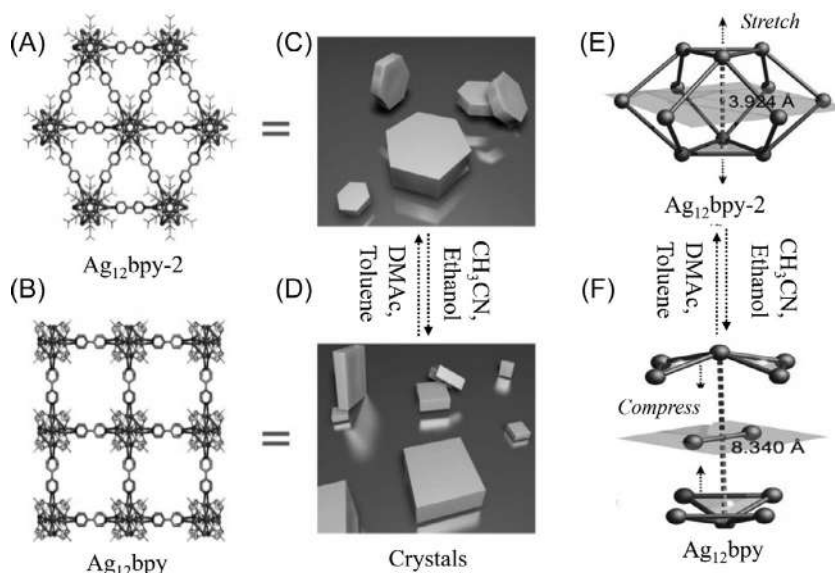 (A)
Ag12bpy-2
(B)
Ag12bpy
=
=
(C)
DMAc,
Toluene
CH3CN,
Ethanol
(D)
Crystals
(E)
Stretch
3.924 Å
Ag12bpy-2
DMAc,
Toluene
CH3CN,
Ethanol
(F)
Compress
8.340 Å
Ag12bpy